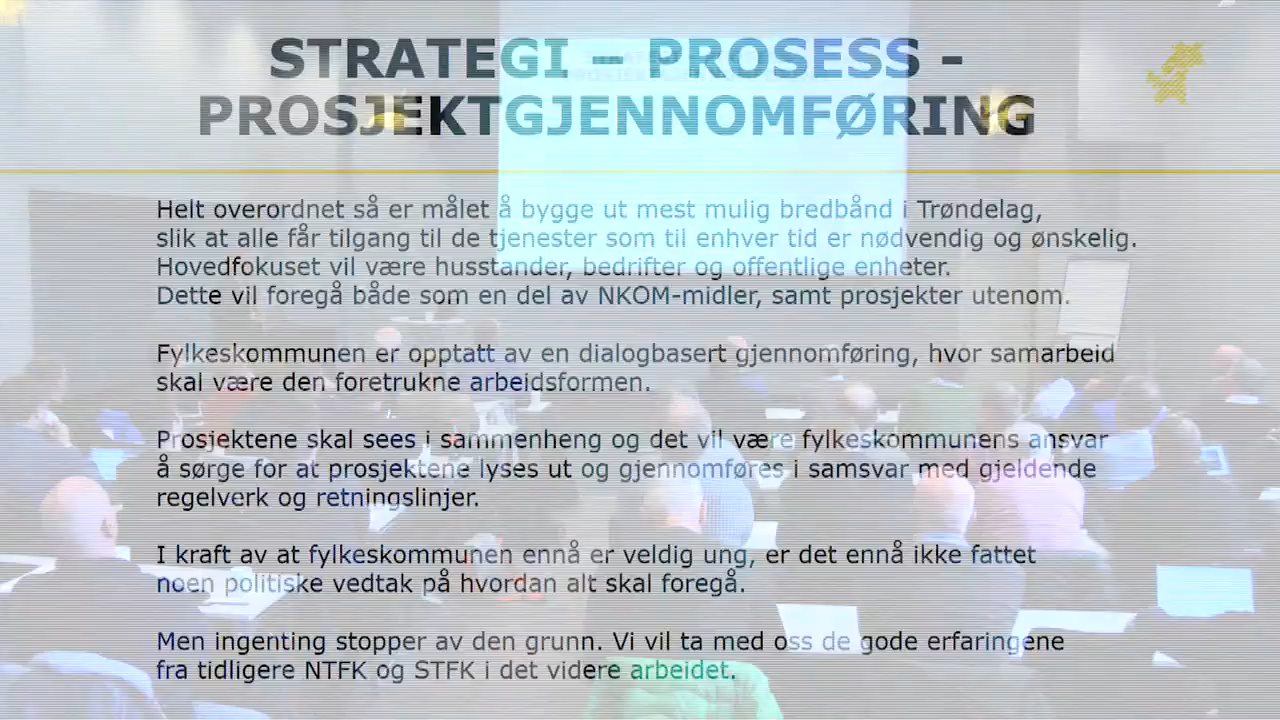 STRATEGI – PROSESS -
PROSJEKTGJENNOMFØRING
Helt overordnet så er målet å bygge ut mest mulig bredbånd i Trøndelag,
slik at alle får tilgang til de tjenester som til enhver tid er nødvendig og ønskelig.
Hovedfokuset vil være husstander, bedrifter og offentlige enheter.
Dette vil foregå både som en del av NKOM-midler, samt prosjekter utenom.
Fylkeskommunen er opptatt av en dialogbasert gjennomføring, hvor samarbeid
skal være den foretrukne arbeidsformen.
Prosjektene skal sees i sammenheng og det vil være fylkeskommunens ansvar
å sørge for at prosjektene lyses ut og gjennomføres i samsvar med gjeldende
regelverk og retningslinjer.
I kraft av at fylkeskommunen ennå er veldig ung, er det ennå ikke fattet
noen politiske vedtak på hvordan alt skal foregå.
Men ingenting stopper av den grunn. Vi vil ta med oss de gode erfaringene
fra tidligere NTFK og STFK i det videre arbeidet.